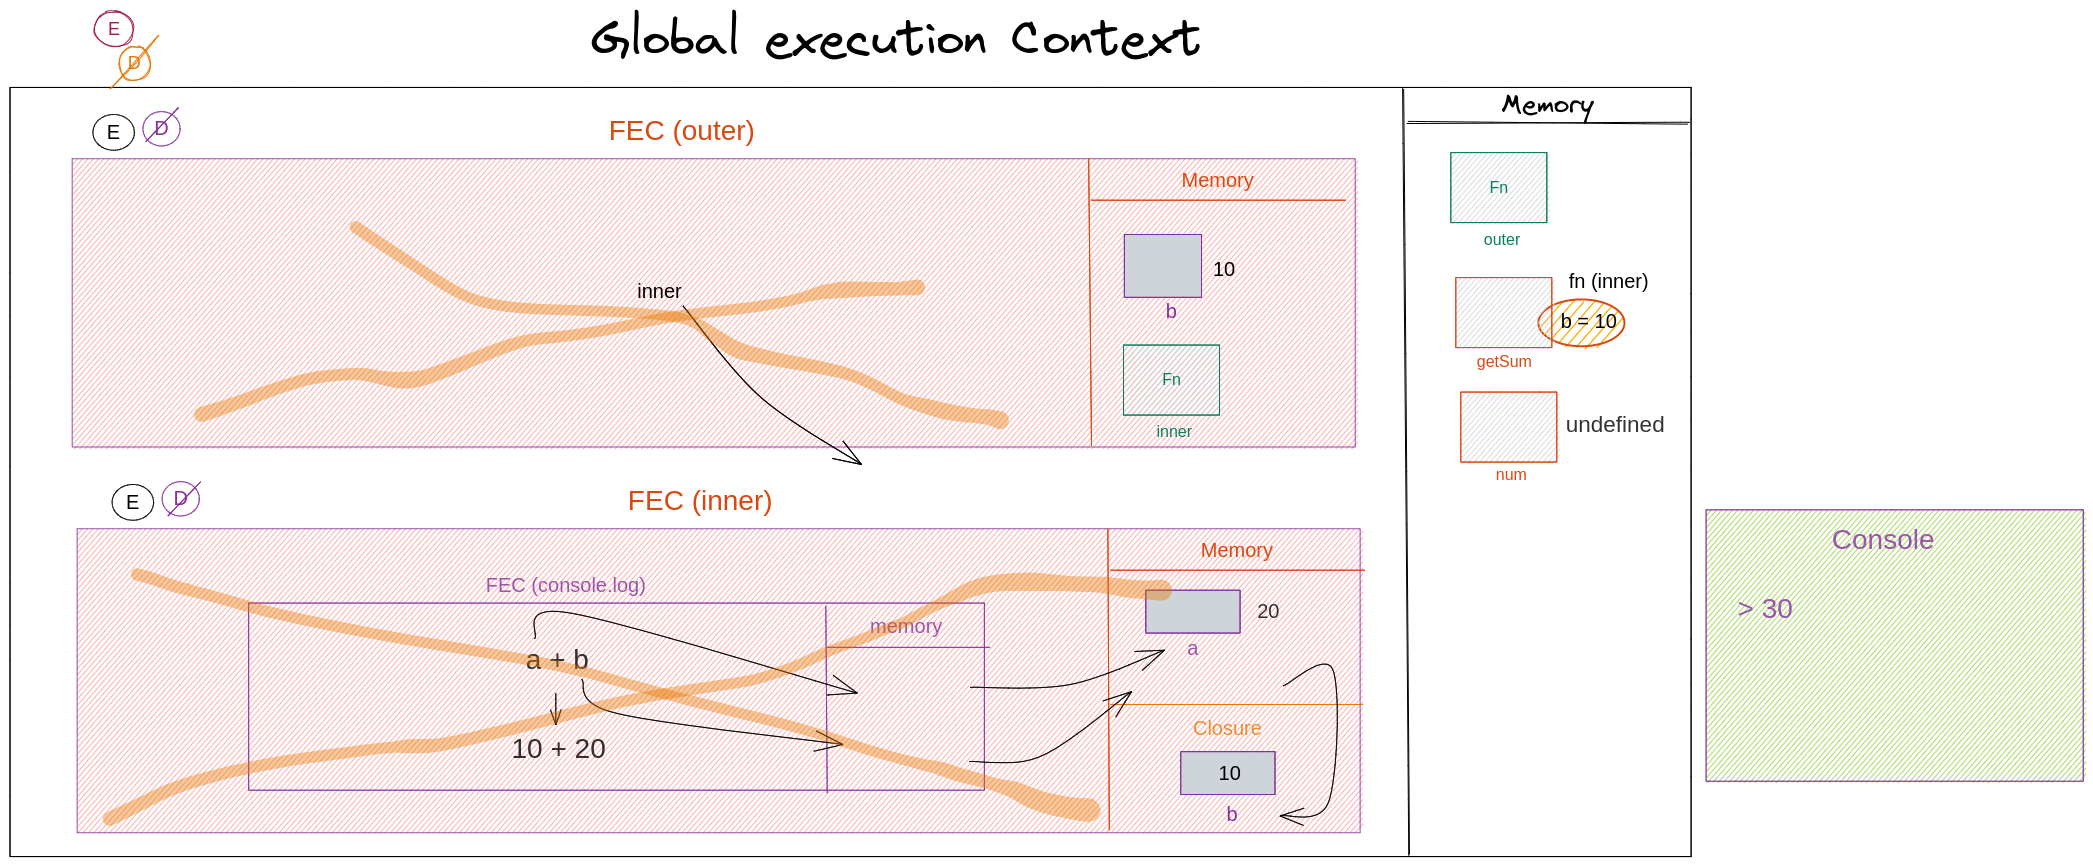 E
D
Global execution Context
E
D
FEC (outer)
Memory
inner
10
b
Fn
inner
E
D
FEC (inner)
Memory
FEC (console.log)
20
a
memory
a + b
10 + 20
Closure
10
b
Memory
Fn
outer
fn (inner)
b = 10
getSum
undefined
num
Console
> 30